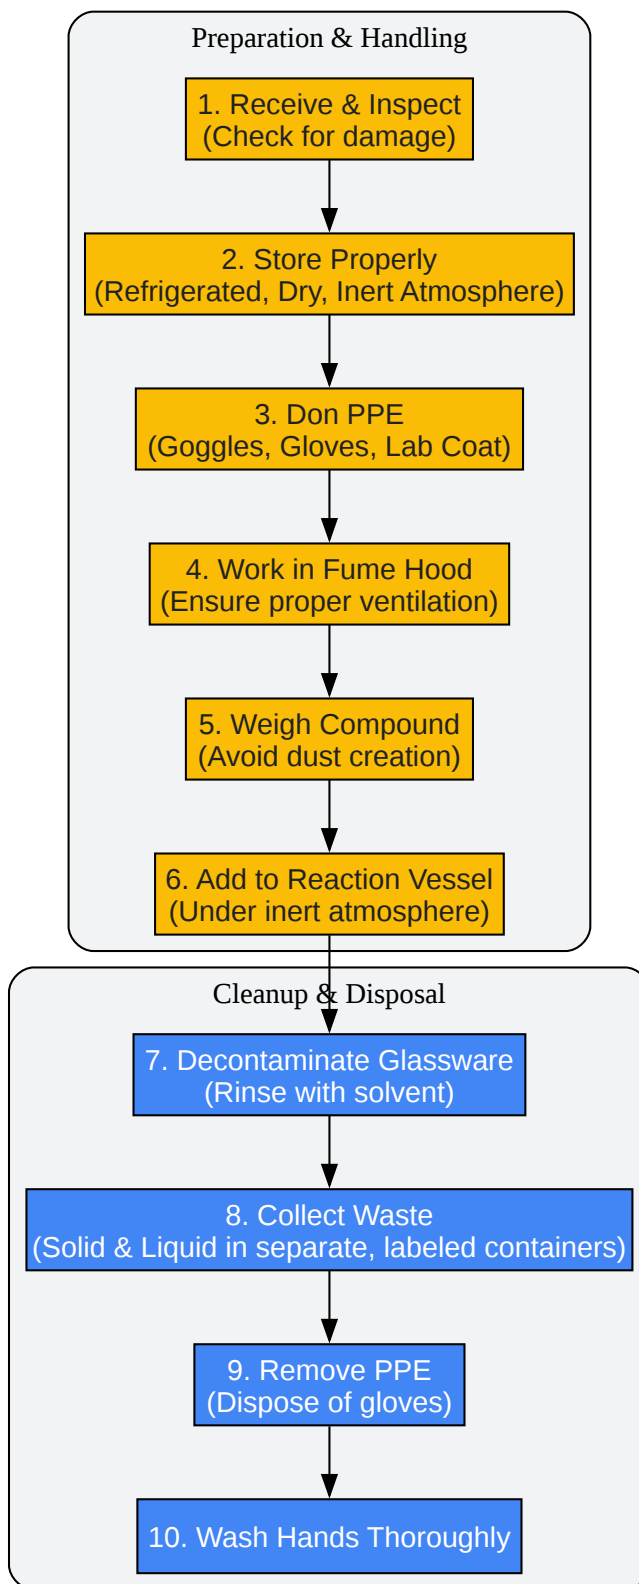 Preparation & Handling
1. Receive & Inspect
(Check for damage)
2. Store Properly
(Refrigerated, Dry, Inert Atmosphere)
3. Don PPE
(Goggles, Gloves, Lab Coat)
4. Work in Fume Hood
(Ensure proper ventilation)
5. Weigh Compound
(Avoid dust creation)
6. Add to Reaction Vessel
(Under inert atmosphere)
Cleanup & Disposal
7. Decontaminate Glassware
(Rinse with solvent)
8. Collect Waste
(Solid & Liquid in separate, labeled containers)
9. Remove PPE
(Dispose of gloves)
10. Wash Hands Thoroughly